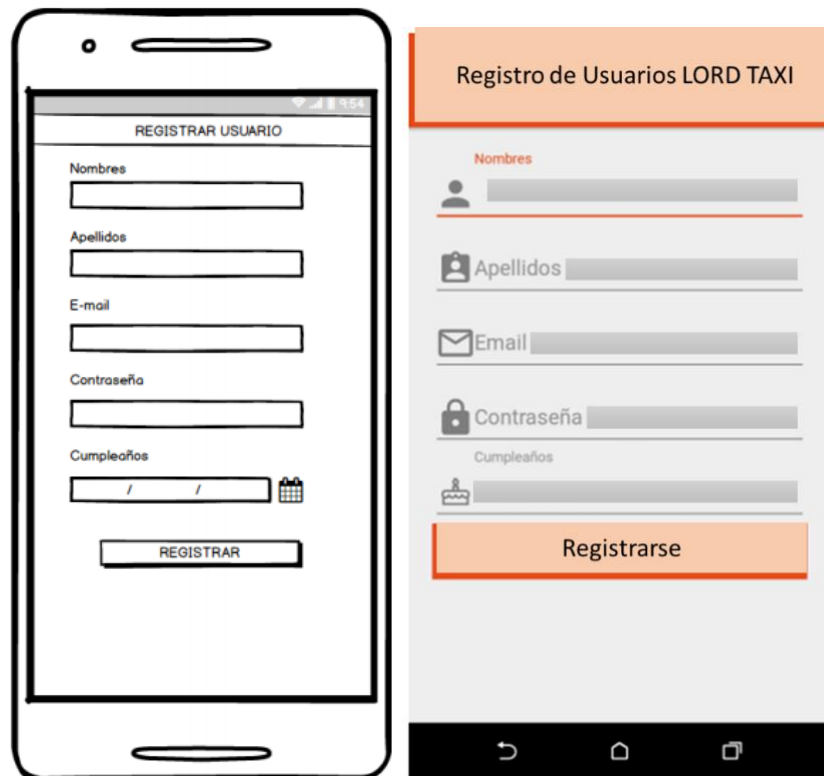 9:54
REGISTRAR USUARIO
Nombres
Apellidos
E-mail
Contraseña
Cumpleaños
/ /
REGISTRAR
Registro de Usuarios LORD TAXI
Nombres
Apellidos
Email
Contraseña
Cumpleaños
Registrarse